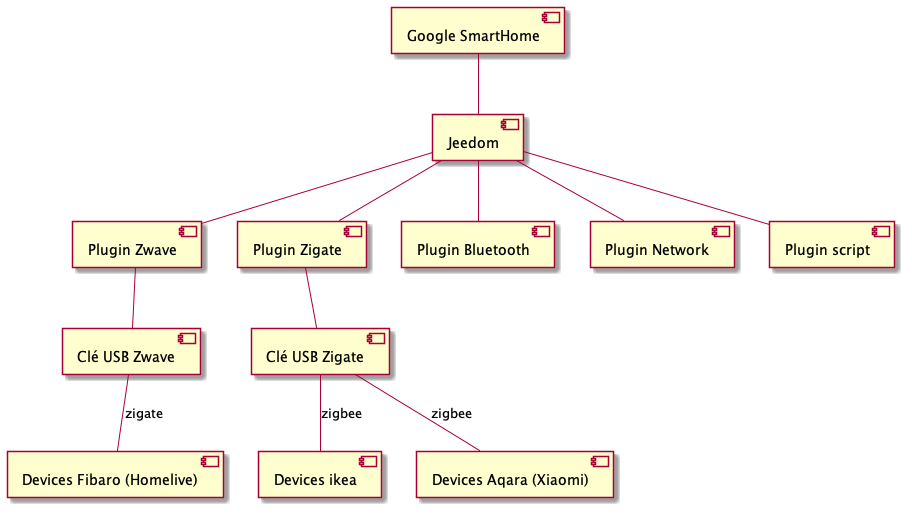 Google SmartHome
Jeedom
Plugin Zwave
Plugin Zigate
Plugin Bluetooth
Plugin Network
Plugin script
Clé USB Zwave
Clé USB Zigate
zigate
zigbee
zigbee
Devices Fibaro (Homelive)
Devices ikea
Devices Aqara (Xiaomi)